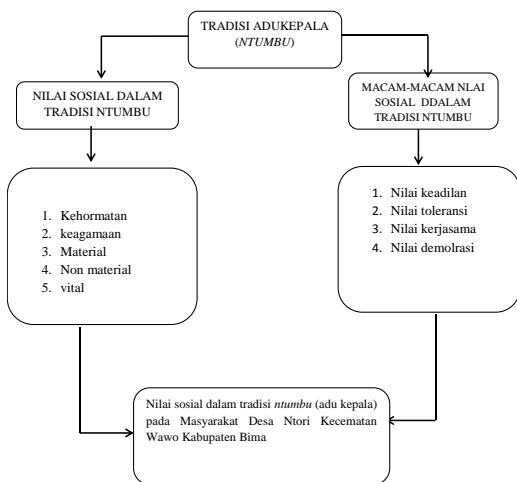 TRADISI ADUKEPALA
(NTUMBU)
NILAI SOSIAL DALAM
TRADISI NTUMBU
MACAM-MACAM NLAI
SOSIAL DDALAM
TRADISI NTUMBU
1. Kehormatan
2. keagamaan
3. Material
4. Non material
5. vital
1. Nilai keadilan
2. Nilai toleransi
3. Nilai kerjasama
4. Nilai demolrasi
Nilai sosial dalam tradisi ntumbu (adu kepala)
pada Masyarakat Desa Ntori Kecematan
Wawo Kabupaten Bima